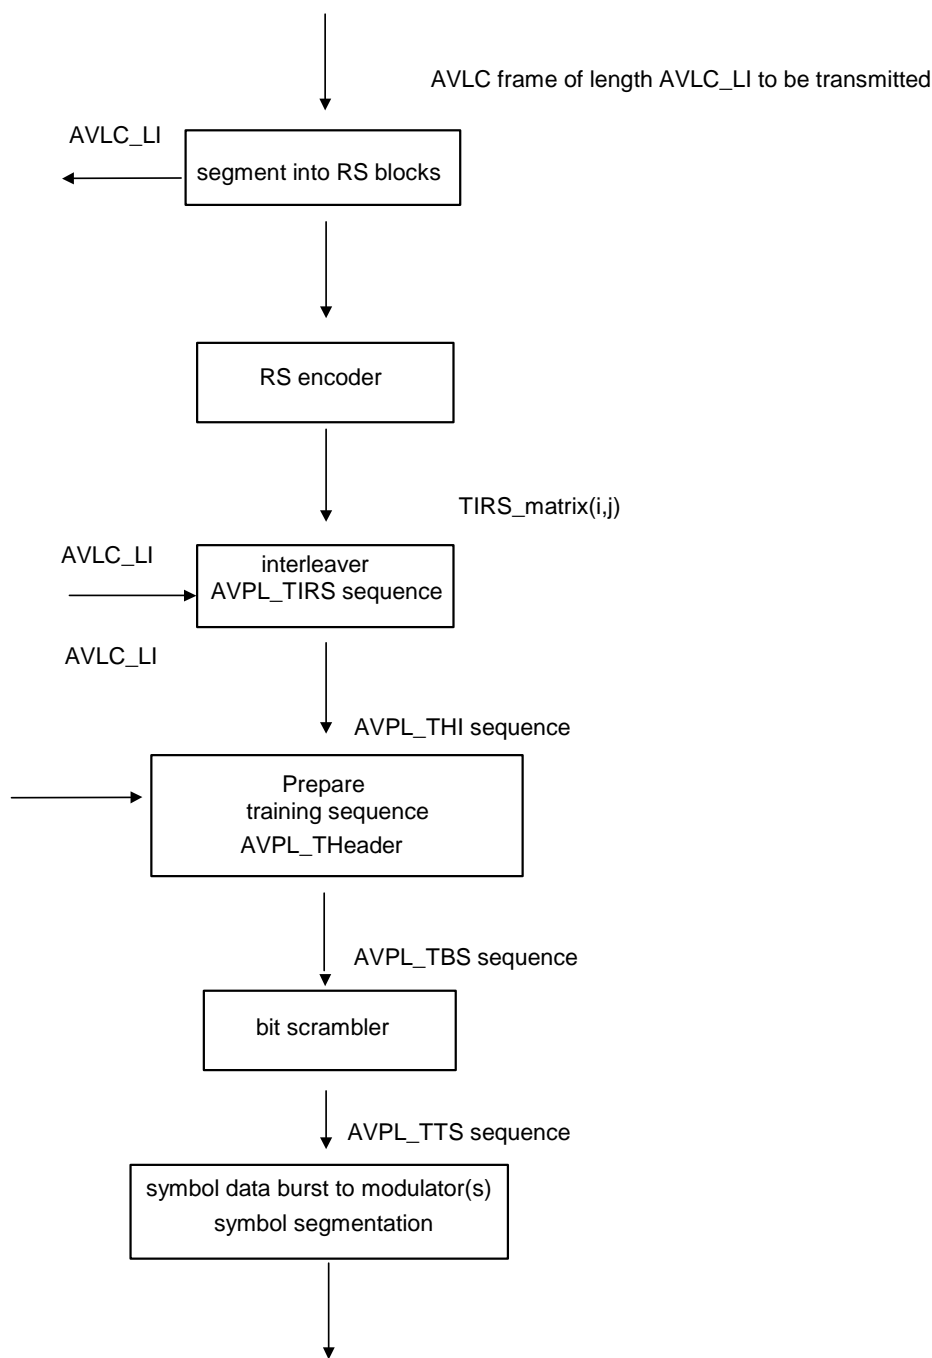 AVLC frame of length AVLC_LI to be transmitted
AVLC_LI
segment into RS blocks
RS encoder
TIRS_matrix(i,j)
AVLC_LI
interleaver
AVPL_TIRS sequence
AVLC_LI
AVPL_THI sequence
Prepare
training sequence
AVPL_THeader
AVPL_TBS sequence
bit scrambler
AVPL_TTS sequence
symbol data burst to modulator(s)
symbol segmentation